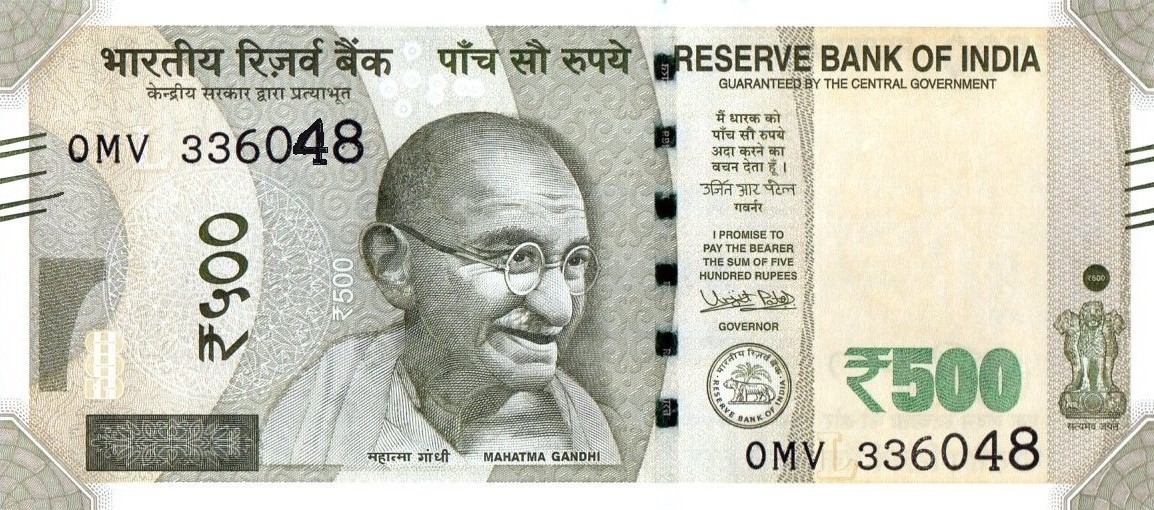 भारतीय रिज़र्व बैंक पाँच सौ रुपये
केन्द्रीय सरकार द्वारा प्रत्याभूत
0MV 336048
₹५००
₹500
महात्मा गांधी MAHATMA GANDHI
RESERVE BANK OF INDIA
GUARANTEED BY THE CENTRAL GOVERNMENT
मैं धारक को
पाँच सौ रुपये
अदा करने का
वचन देता हूँ ।
उर्जित आर पटेल
गवर्नर
I PROMISE TO
PAY THE BEARER
THE SUM OF FIVE
HUNDRED RUPEES
Urjit Patel
GOVERNOR
भारतीय रिज़र्व बैंक
RESERVE BANK OF INDIA
₹500
₹500
सत्यमेव जयते
0MV 336048